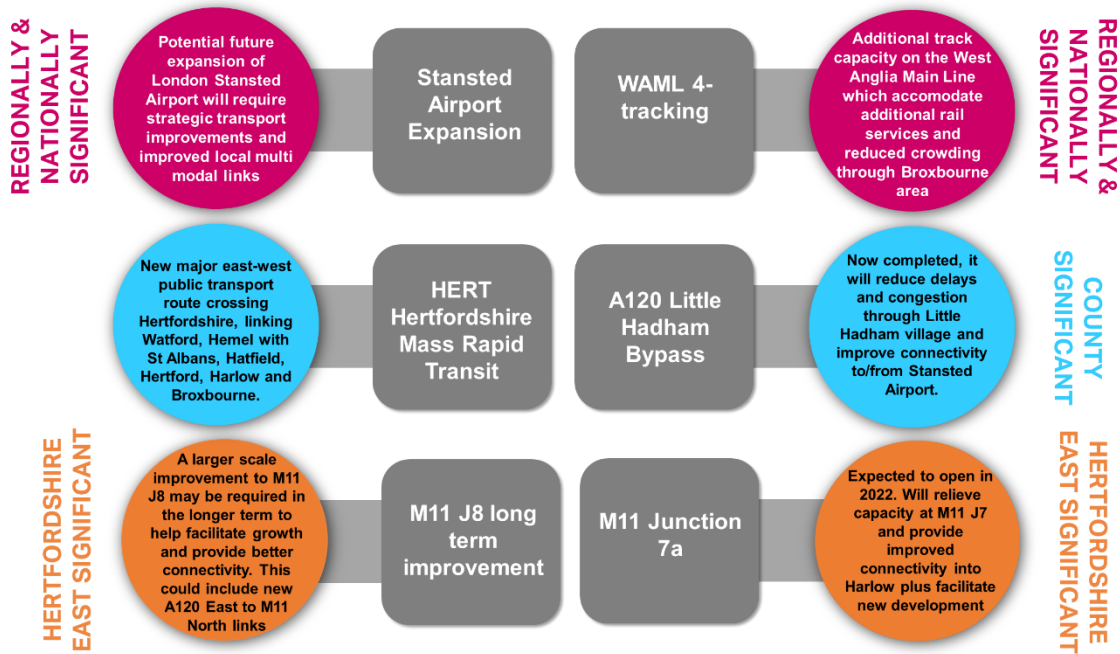 REGIONALLY &
NATIONALLY
SIGNIFICANT
Potential future
expansion of
London Stansted
Airport will require
strategic transport
improvements and
improved local multi
modal links
Stansted
Airport
Expansion
WAML 4-
tracking
Additional track
capacity on the West
Anglia Main Line
which accomodate
additional rail
services and
reduced crowding
through Broxbourne
area
REGIONALLY &
NATIONALLY
SIGNIFICANT
New major east-west
public transport
route crossing
Hertfordshire, linking
Watford, Hemel with
St Albans, Hatfield,
Hertford, Harlow and
Broxbourne.
HERT
Hertfordshire
Mass Rapid
Transit
A120 Little
Hadham
Bypass
Now completed, it
will reduce delays
and congestion
through Little
Hadham village and
improve connectivity
to/from Stansted
Airport.
COUNTY
SIGNIFICANT
HERTFORDSHIRE
EAST SIGNIFICANT
A larger scale
improvement to M11
J8 may be required in
the longer term to
help facilitate growth
and provide better
connectivity. This
could include new
A120 East to M11
North links
M11 J8 long
term
improvement
M11 Junction
7a
Expected to open in
2022. Will relieve
capacity at M11 J7
and provide
improved
connectivity into
Harlow plus facilitate
new development
HERTFORDSHIRE
EAST SIGNIFICANT